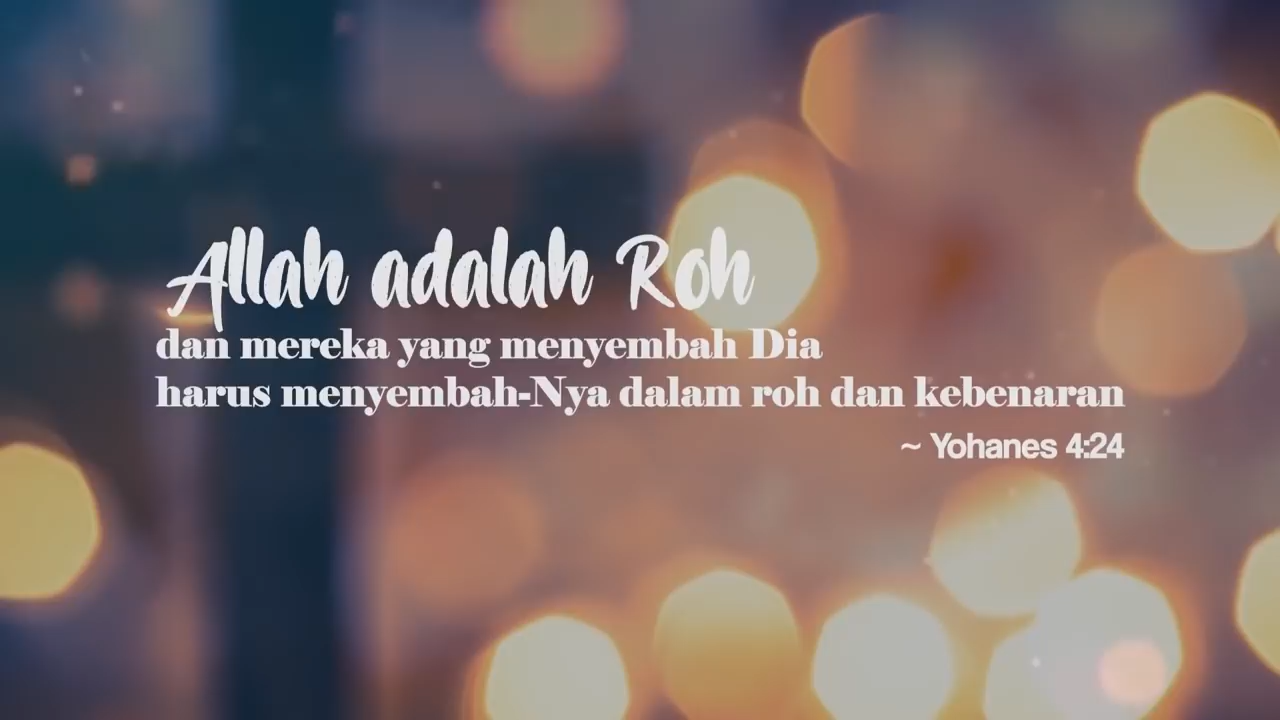 Allah adalah Roh
dan mereka yang menyembah Dia
harus menyembah-Nya dalam roh dan kebenaran
~ Yohanes 4:24